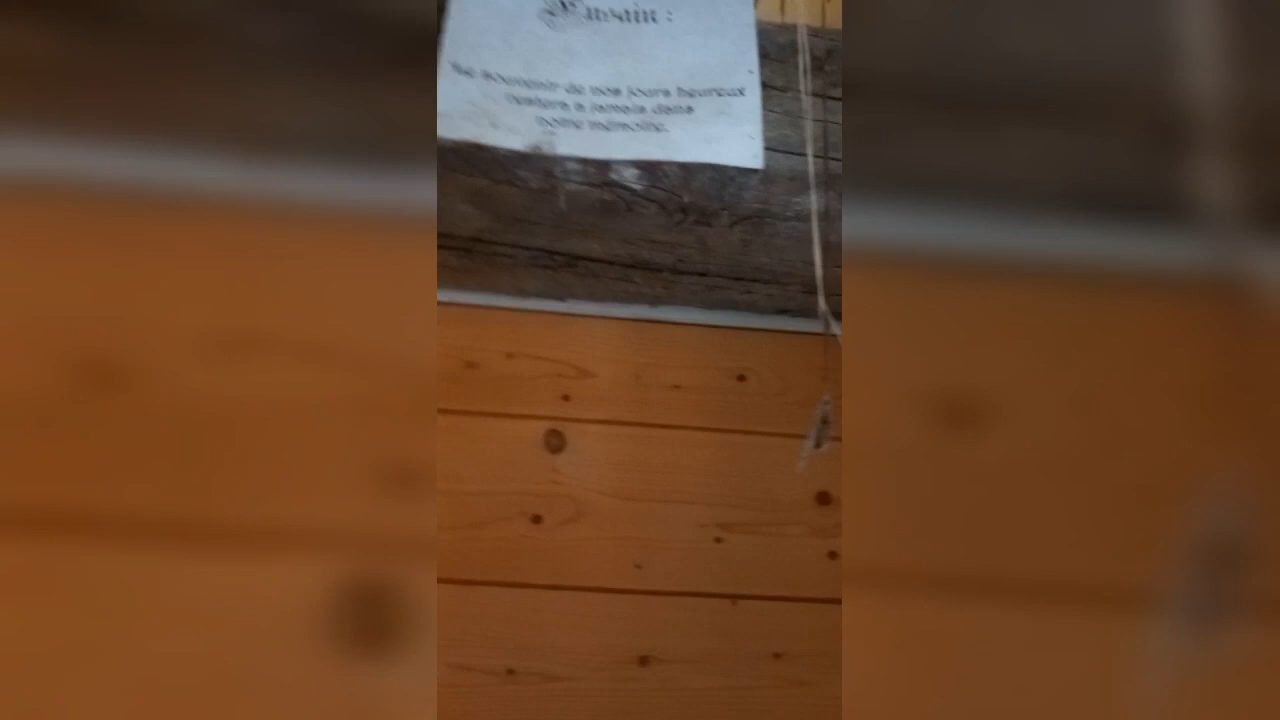 Le souvenir de nos jours heureux
restera à jamais dans
notre mémoire.